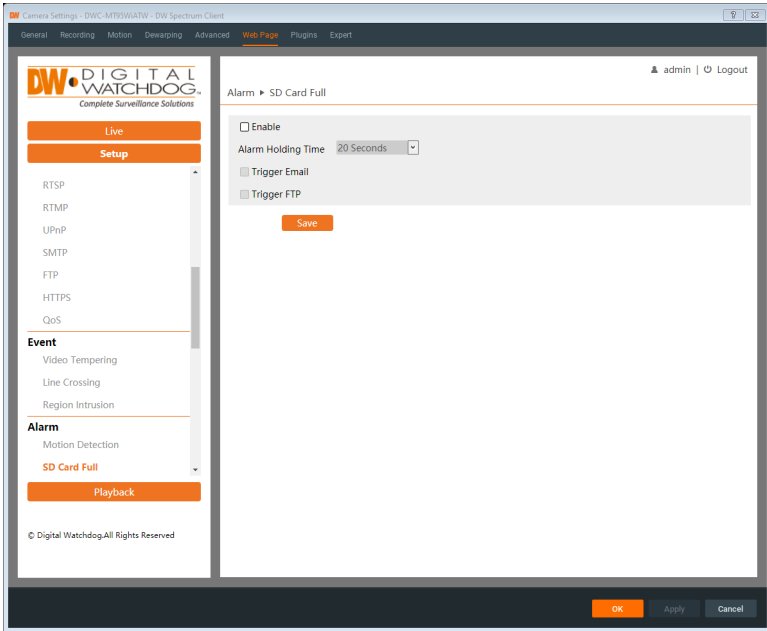 DW Camera Settings - DWC-MT95WiATW - DW Spectrum Client
General Recording Motion Dewarping Advanced Web Page Plugins Expert
DW DIGITAL WATCHDOG
Complete Surveillance Solutions
Live
Setup
RTSP
RTMP
UPnP
SMTP
FTP
HTTPS
QoS
Event
Video Tempering
Line Crossing
Region Intrusion
Alarm
Motion Detection
SD Card Full
Playback
© Digital Watchdog.All Rights Reserved
admin | Logout
Alarm ▸ SD Card Full
Enable
Alarm Holding Time 20 Seconds
Trigger Email
Trigger FTP
Save
OK Apply Cancel